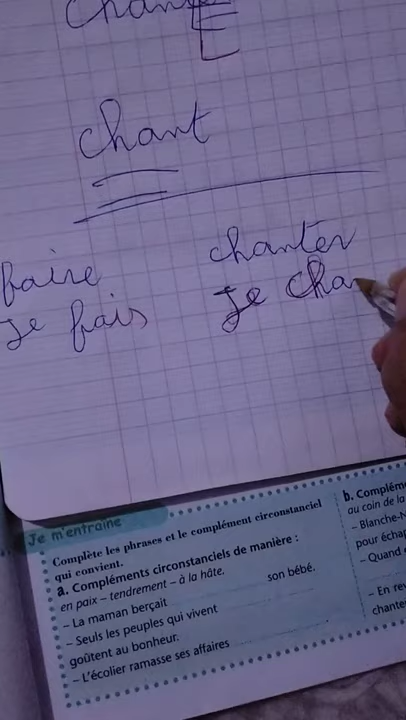 chant
faire chanter
Je fais Je cha
Je m'entraîne
Complète les phrases et le complément circonstanciel
qui convient.
a. Compléments circonstanciels de manière :
en paix – tendrement – à la hâte.
– La maman berçait son bébé.
– Seuls les peuples qui vivent
goûtent au bonheur.
– L'écolier ramasse ses affaires
b. Complém
au coin de la
– Blanche-N
pour échap
– Quand
– En re
chante